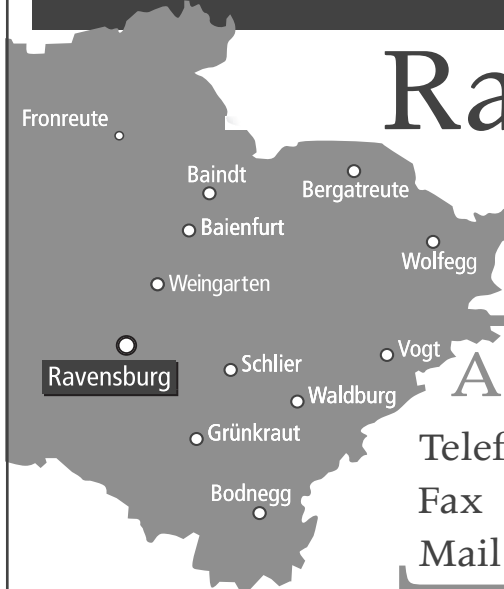 Ra
Fronreute
Baindt
Bergatreute
Baienfurt
Wolfegg
Weingarten
Vogt
Ravensburg
Schlier
A
Waldburg
Grünkraut
Telef
Fax
Bodnegg
Mail